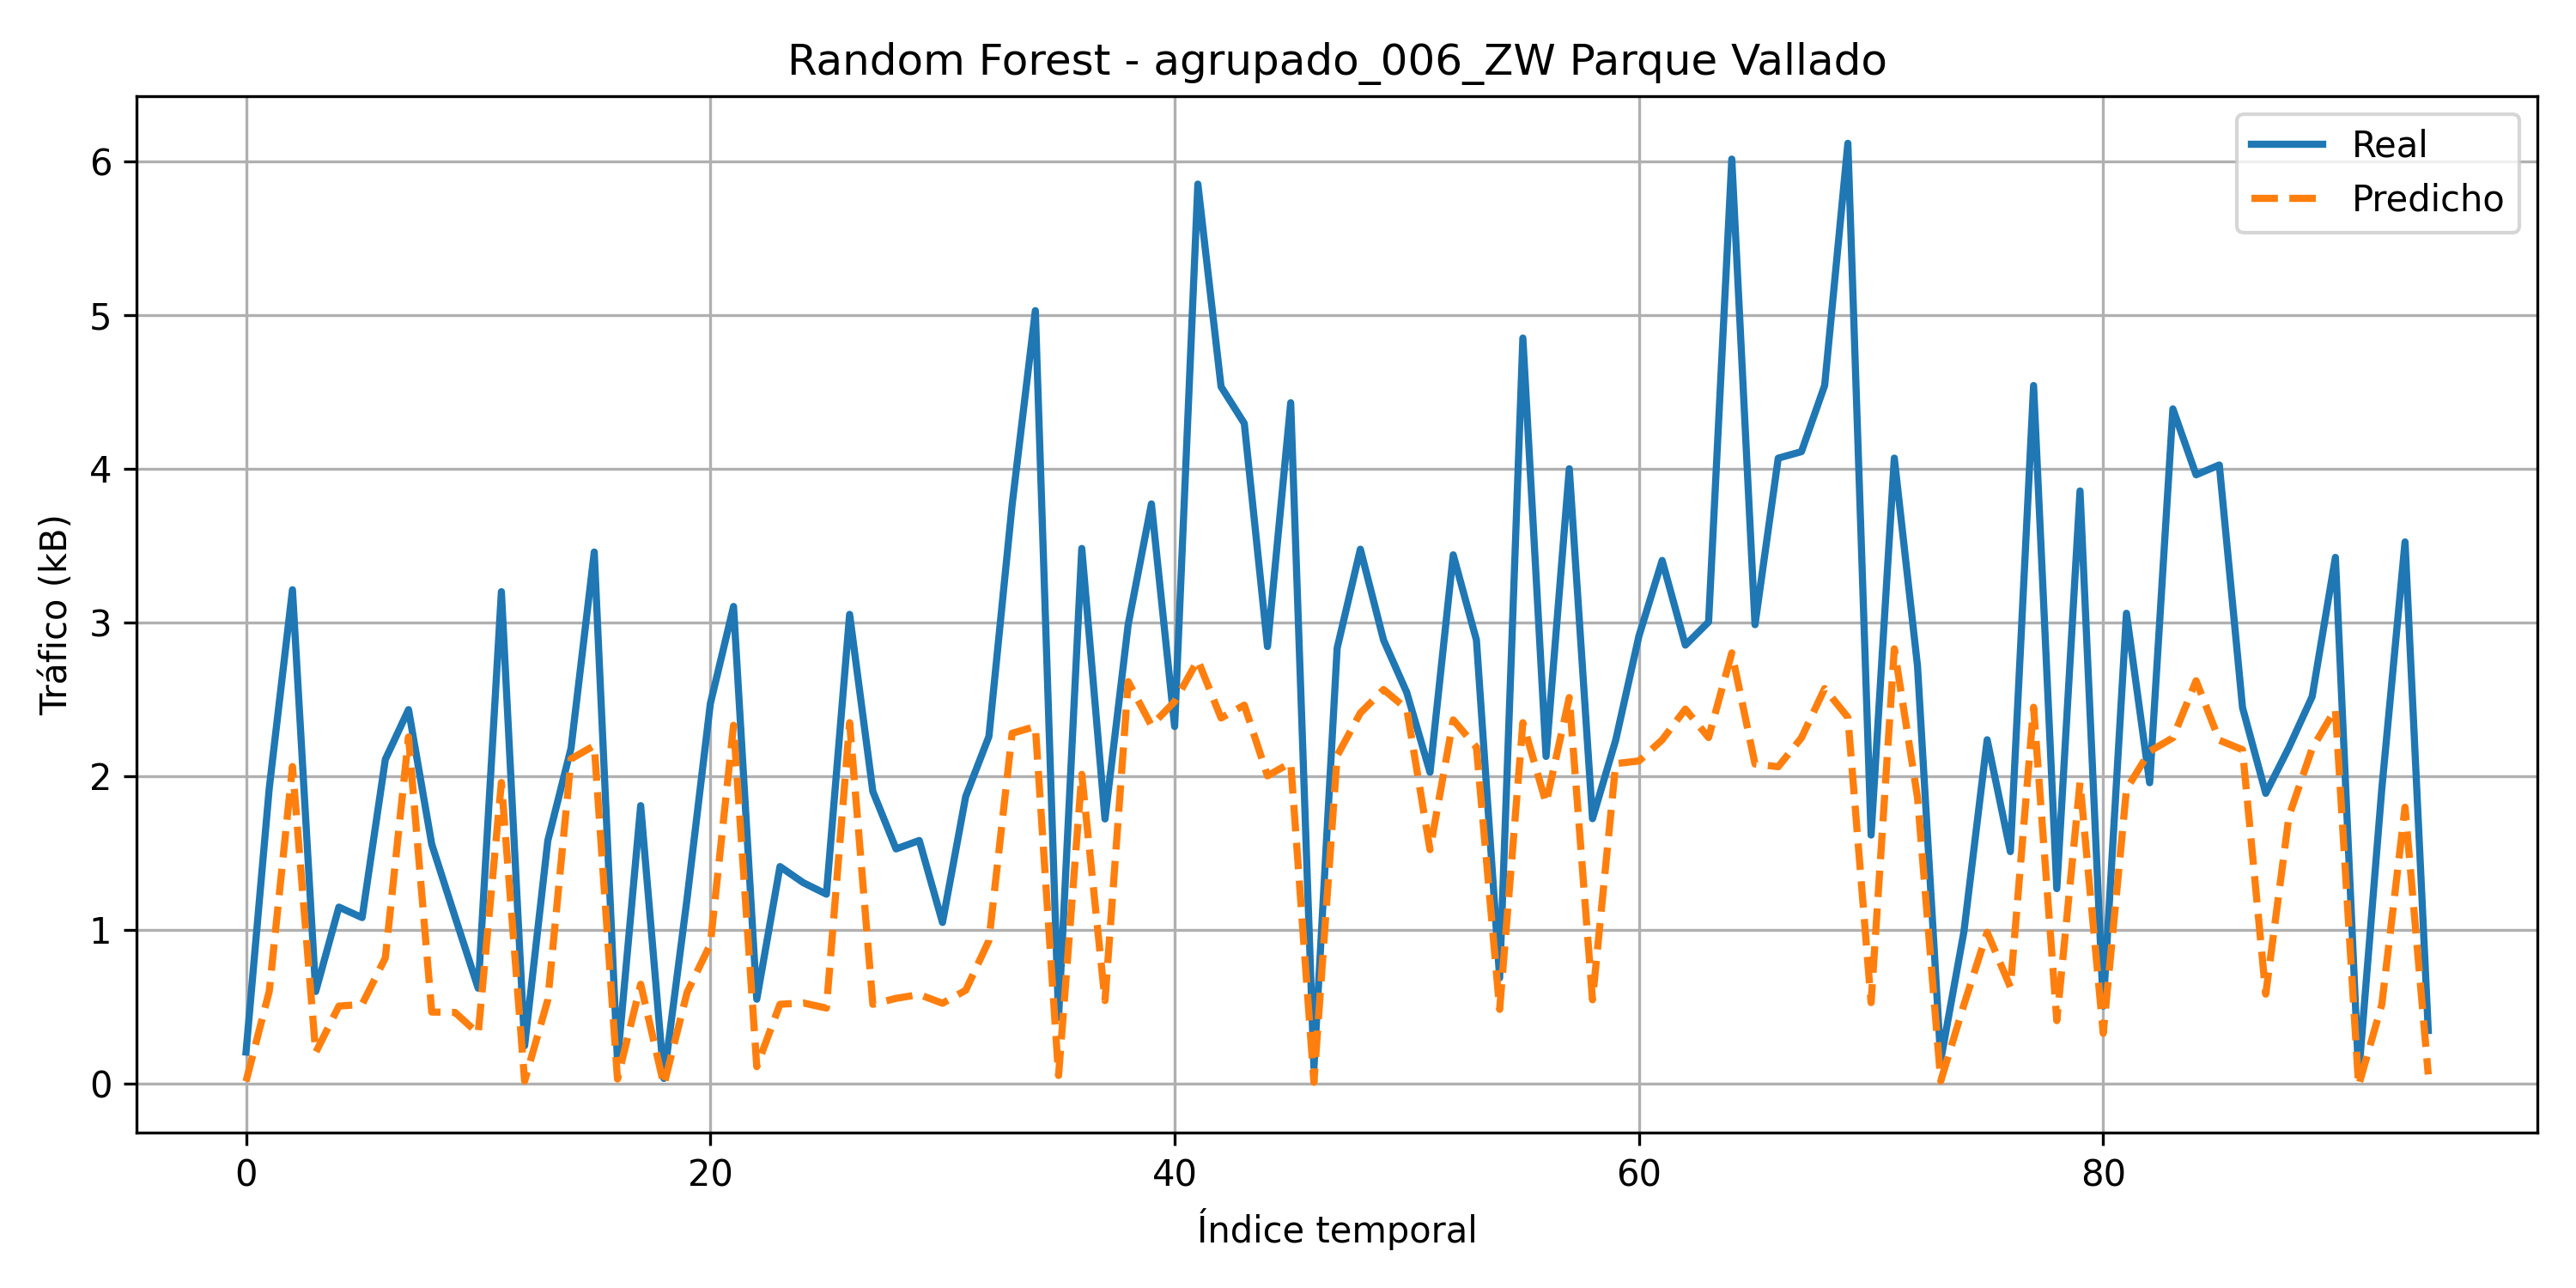 Random Forest - agrupado_006_ZW Parque Vallado
Real
Predicho
Tráfico (kB)
6
5
4
3
2
1
0
0 20 40 60 80
Índice temporal